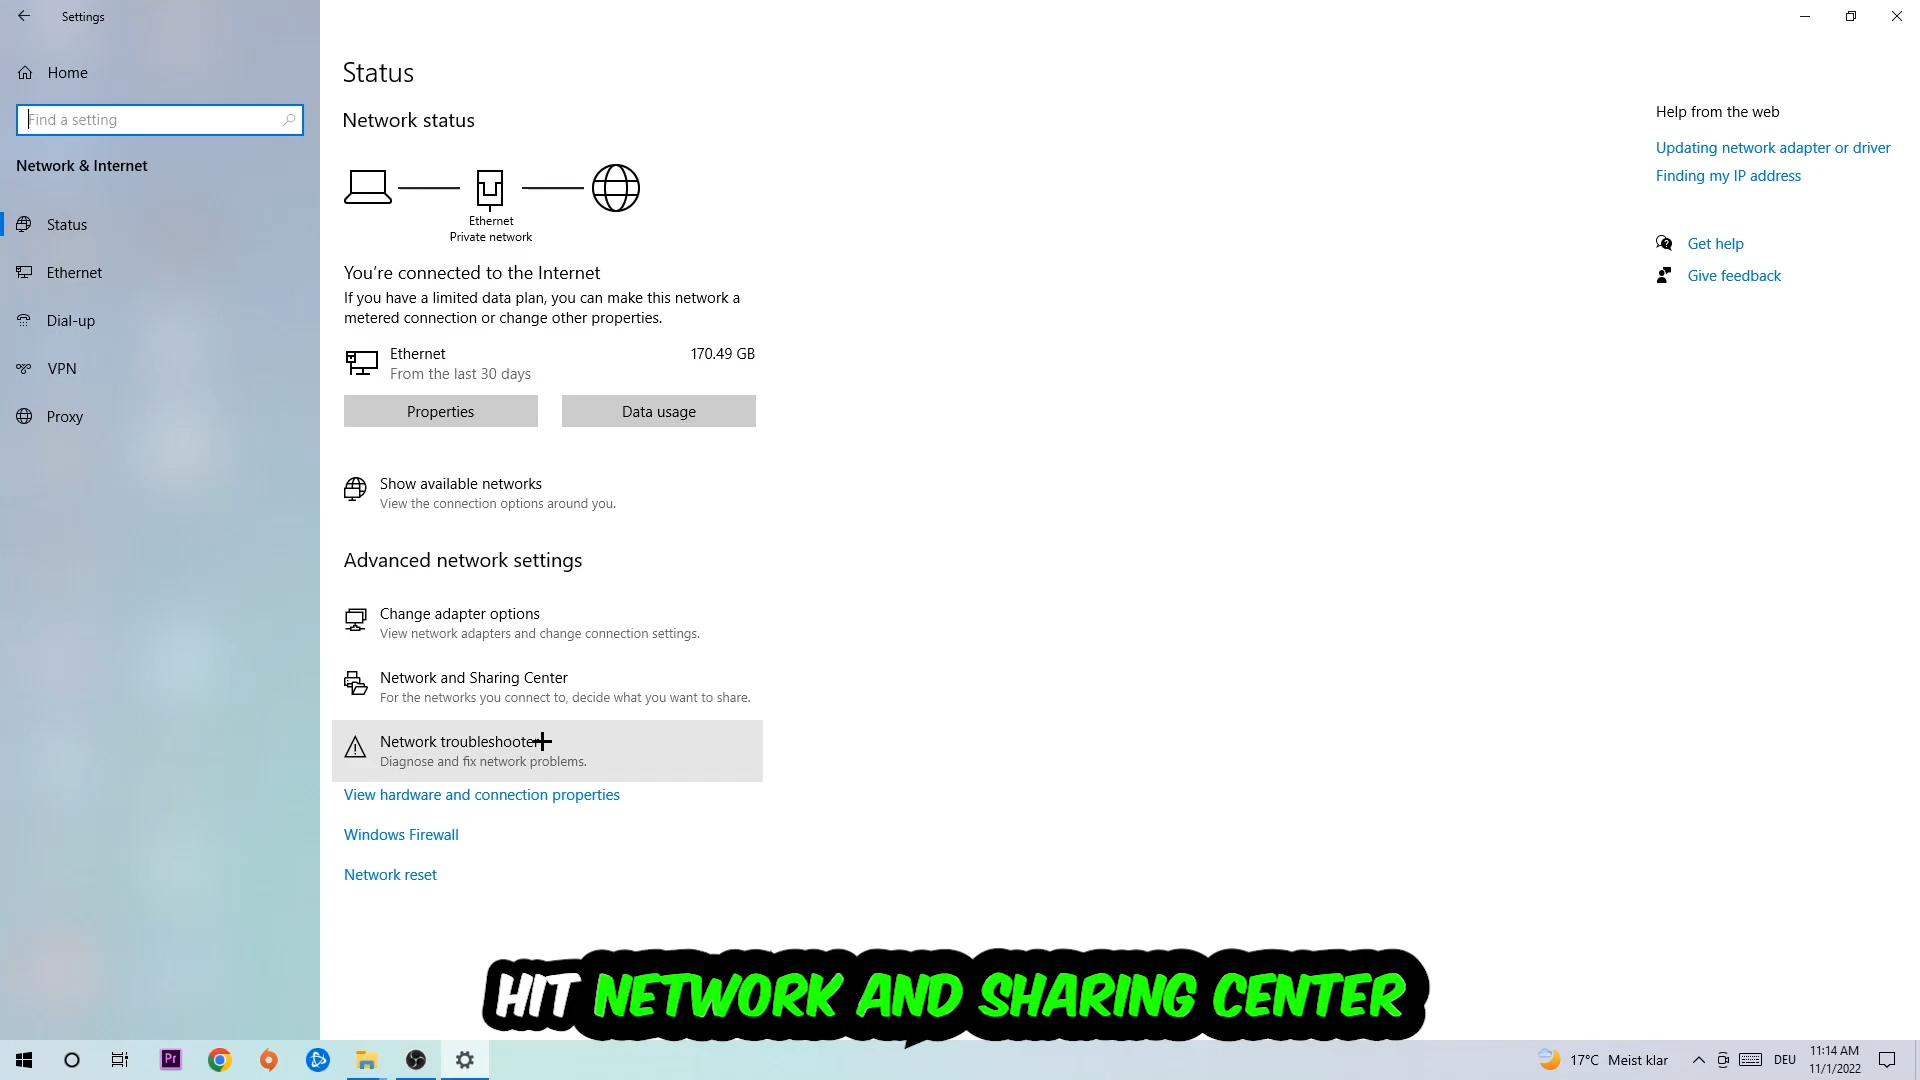 Settings
Home
Find a setting
Network & Internet
Status
Ethernet
Dial-up
VPN
Proxy
Status
Network status
Ethernet
Private network
You're connected to the Internet
If you have a limited data plan, you can make this network a
metered connection or change other properties.
Ethernet 170.49 GB
From the last 30 days
Properties Data usage
Show available networks
View the connection options around you.
Advanced network settings
Change adapter options
View network adapters and change connection settings.
Network and Sharing Center
For the networks you connect to, decide what you want to share.
Network troubleshooter
Diagnose and fix network problems.
View hardware and connection properties
Windows Firewall
Network reset
Help from the web
Updating network adapter or driver
Finding my IP address
Get help
Give feedback
HIT NETWORK AND SHARING CENTER
Pr
17°C Meist klar
DEU
11:14 AM
11/1/2022